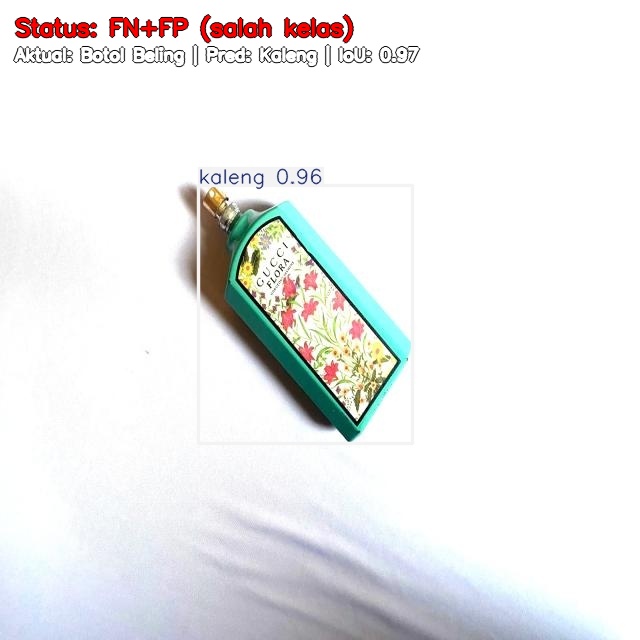 Status: FN+FP (salah kelas)
Aktual: Botol Beling | Pred: Kaleng | IoU: 0.97
kaleng 0.96
GUCCI
FLORA